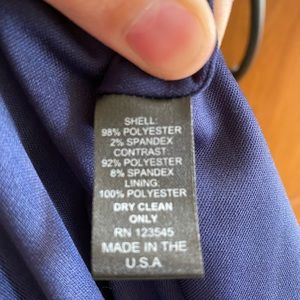 SHELL:
98% POLYESTER
2% SPANDEX
CONTRAST:
92% POLYESTER
8% SPANDEX
LINING:
100% POLYESTER
DRY CLEAN
ONLY
RN 123545
MADE IN THE
U.S.A